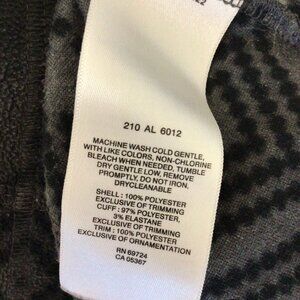 210 AL 6012
MACHINE WASH COLD GENTLE,
WITH LIKE COLORS, NON-CHLORINE
BLEACH WHEN NEEDED. TUMBLE
DRY GENTLE LOW, REMOVE
PROMPTLY. DO NOT IRON.
DRYCLEANABLE
SHELL : 100% POLYESTER
EXCLUSIVE OF TRIMMING
CUFF : 97% POLYESTER,
3% ELASTANE
EXCLUSIVE OF TRIMMING
TRIM : 100% POLYESTER
EXCLUSIVE OF ORNAMENTATION
RN 69724
CA 05367